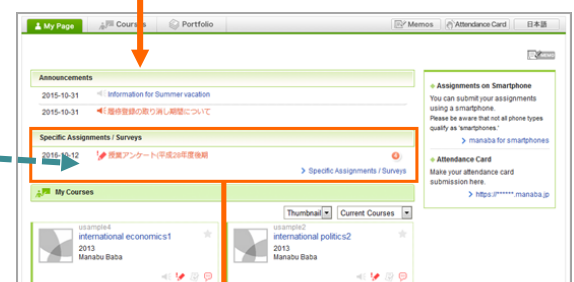 My Page Courses Portfolio Memos Attendance Card 日本語
MEMO
Announcements
2015-10-31 Information for Summer vacation
2015-10-31 履修登録の取り消し期間について
Specific Assignments / Surveys
2016-10-12 授業アンケート(平成28年度後期
Specific Assignments / Surveys
My Courses
Thumbnail Current Courses
usample4
international economics1
2013
Manabu Baba
usample2
international politics2
2013
Manabu Baba
Assignments on Smartphone
You can submit your assignments
using a smartphone.
Please be aware that not all phone types
qualify as 'smartphones.'
manaba for smartphones
Attendance Card
Make your attendance card
submission here.
https://******.manaba.jp